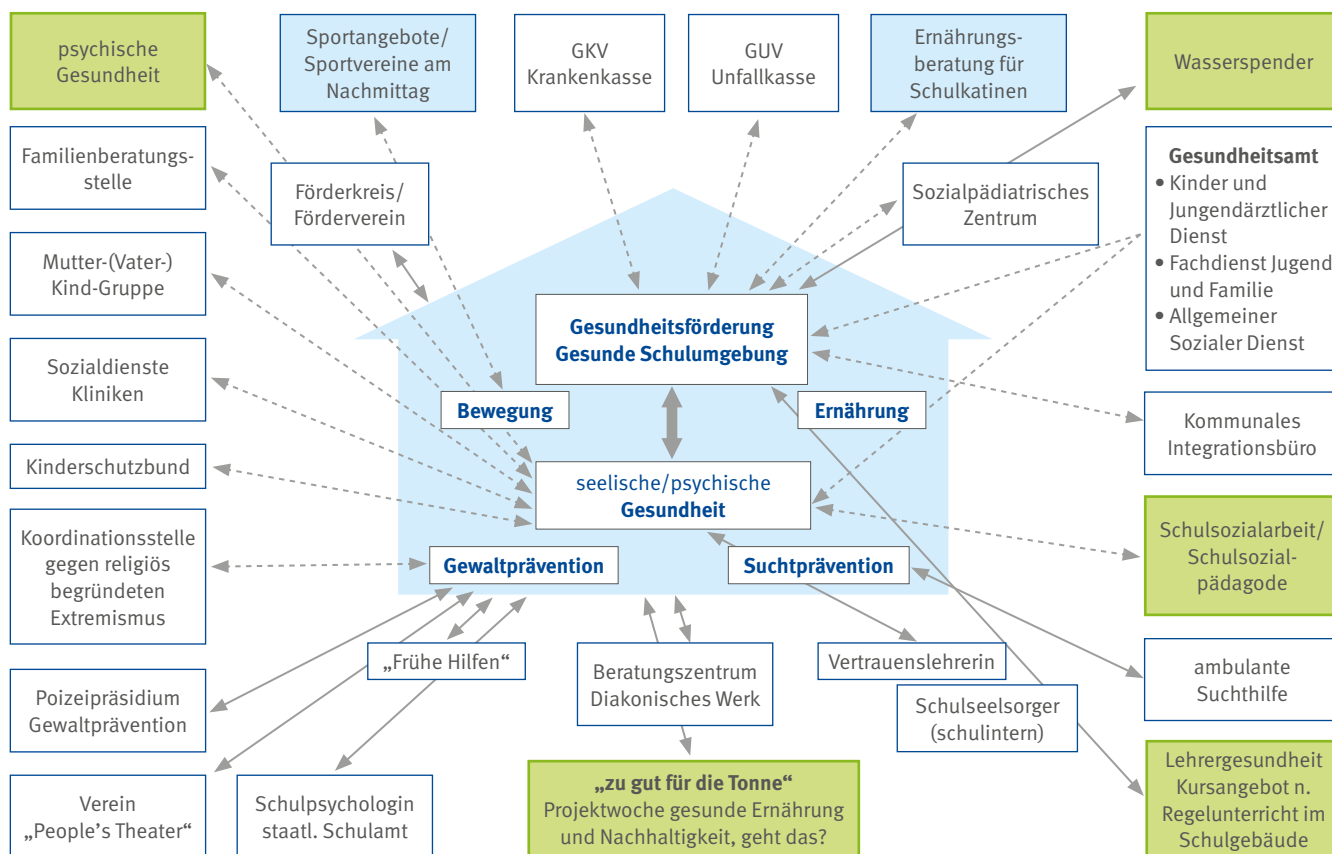 psychische
Gesundheit
Sportangebote/
Sportvereine am
Nachmittag
GKV
Krankenkasse
GUV
Unfallkasse
Ernährungs-
beratung für
Schulkatinen
Wasserspender
Familienberatungs-
stelle
Förderkreis/
Förderverein
Sozialpädiatrisches
Zentrum
Gesundheitsamt
• Kinder und
Jungendärztlicher
Dienst
• Fachdienst Jugend
und Familie
• Allgemeiner
Sozialer Dienst
Mutter-(Vater-)
Kind-Gruppe
Gesundheitsförderung
Gesunde Schulumgebung
Sozialdienste
Kliniken
Bewegung
Ernährung
Kommunales
Integrationsbüro
Kinderschutzbund
seelische/psychische
Gesundheit
Koordinationsstelle
gegen religiös
begründeten
Extremismus
Gewaltprävention
Suchtprävention
Schulsozialarbeit/
Schulsozial-
pädagode
„Frühe Hilfen“
Beratungszentrum
Diakonisches Werk
Vertrauenslehrerin
ambulante
Suchthilfe
Poizeipräsidium
Gewaltprävention
Schulseelsorger
(schulintern)
Verein
„People's Theater“
Schulpsychologin
staatl. Schulamt
„zu gut für die Tonne“
Projektwoche gesunde Ernährung
und Nachhaltigkeit, geht das?
Lehrergesundheit
Kursangebot n.
Regelunterricht im
Schulgebäude